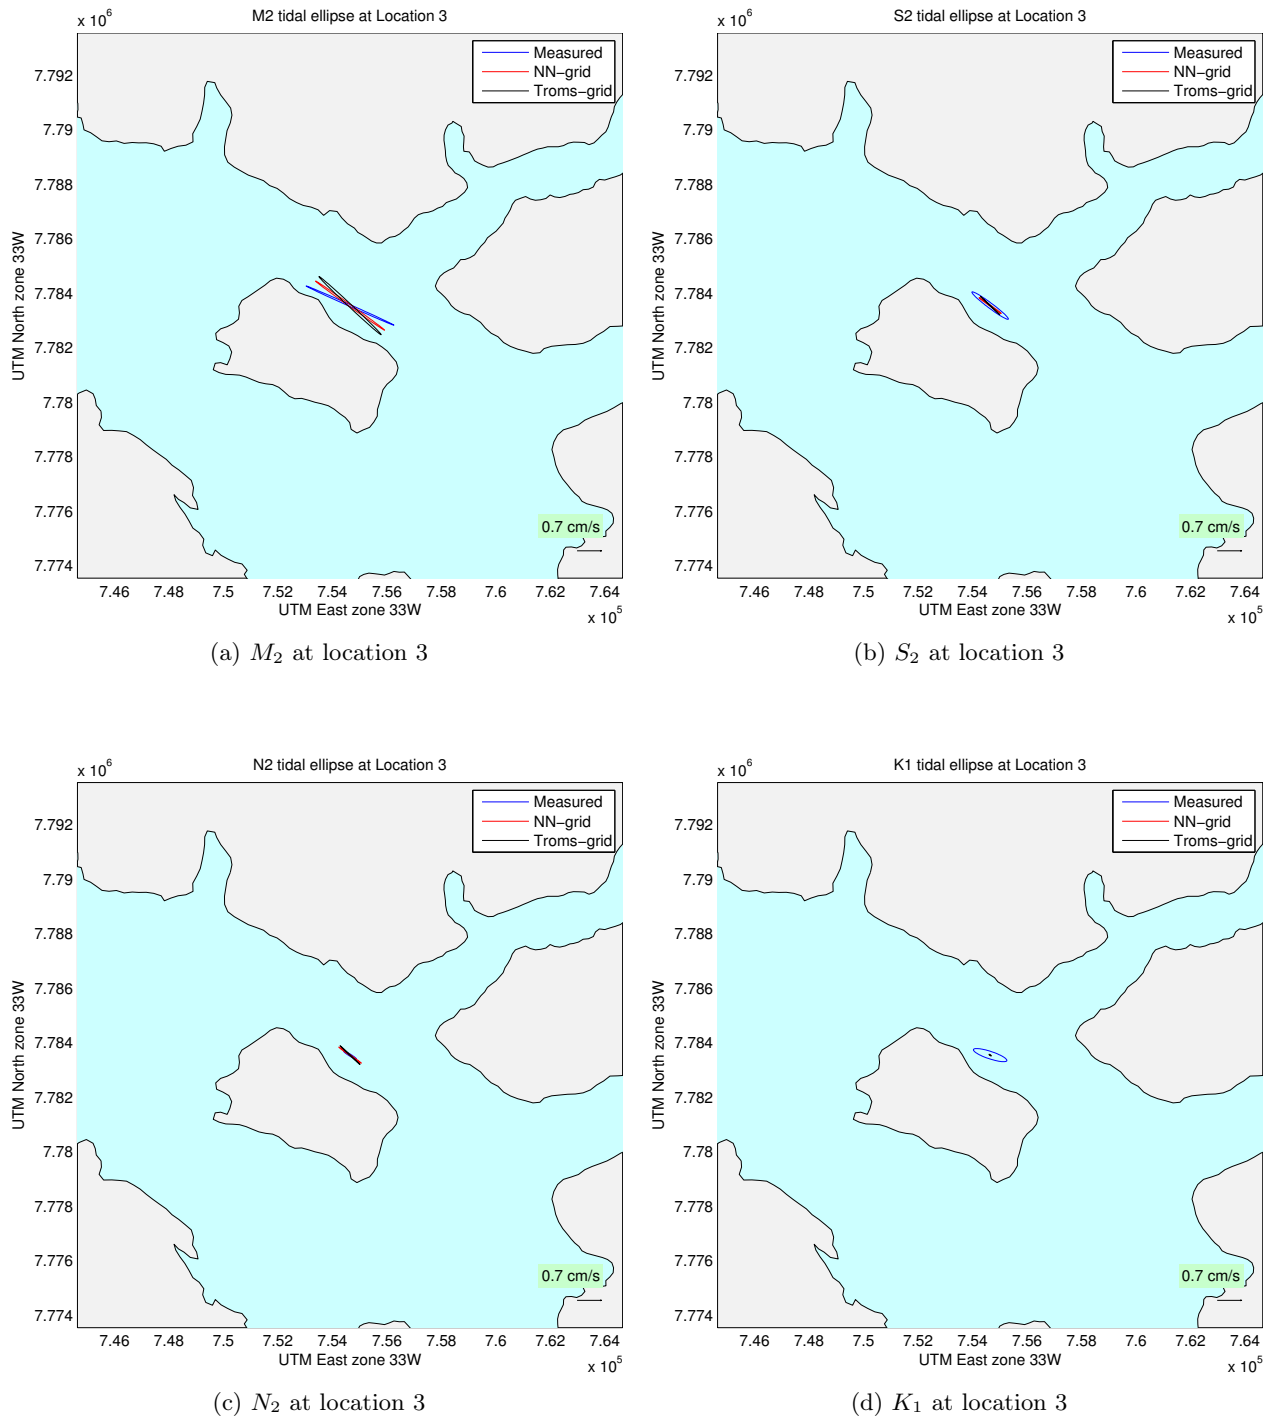 x 10^6
M2 tidal ellipse at Location 3
Measured
NN-grid
Troms-grid
7.792
7.79
7.788
7.786
7.784
7.782
7.78
7.778
7.776
7.774
UTM North zone 33W
0.7 cm/s
7.46 7.48 7.5 7.52 7.54 7.56 7.58 7.6 7.62 7.64
UTM East zone 33W
x 10^5
(a) M₂ at location 3
x 10^6
S2 tidal ellipse at Location 3
Measured
NN-grid
Troms-grid
7.792
7.79
7.788
7.786
7.784
7.782
7.78
7.778
7.776
7.774
UTM North zone 33W
0.7 cm/s
7.46 7.48 7.5 7.52 7.54 7.56 7.58 7.6 7.62 7.64
UTM East zone 33W
x 10^5
(b) S₂ at location 3
x 10^6
N2 tidal ellipse at Location 3
Measured
NN-grid
Troms-grid
7.792
7.79
7.788
7.786
7.784
7.782
7.78
7.778
7.776
7.774
UTM North zone 33W
0.7 cm/s
7.46 7.48 7.5 7.52 7.54 7.56 7.58 7.6 7.62 7.64
UTM East zone 33W
x 10^5
(c) N₂ at location 3
x 10^6
K1 tidal ellipse at Location 3
Measured
NN-grid
Troms-grid
7.792
7.79
7.788
7.786
7.784
7.782
7.78
7.778
7.776
7.774
UTM North zone 33W
0.7 cm/s
7.46 7.48 7.5 7.52 7.54 7.56 7.58 7.6 7.62 7.64
UTM East zone 33W
x 10^5
(d) K₁ at location 3